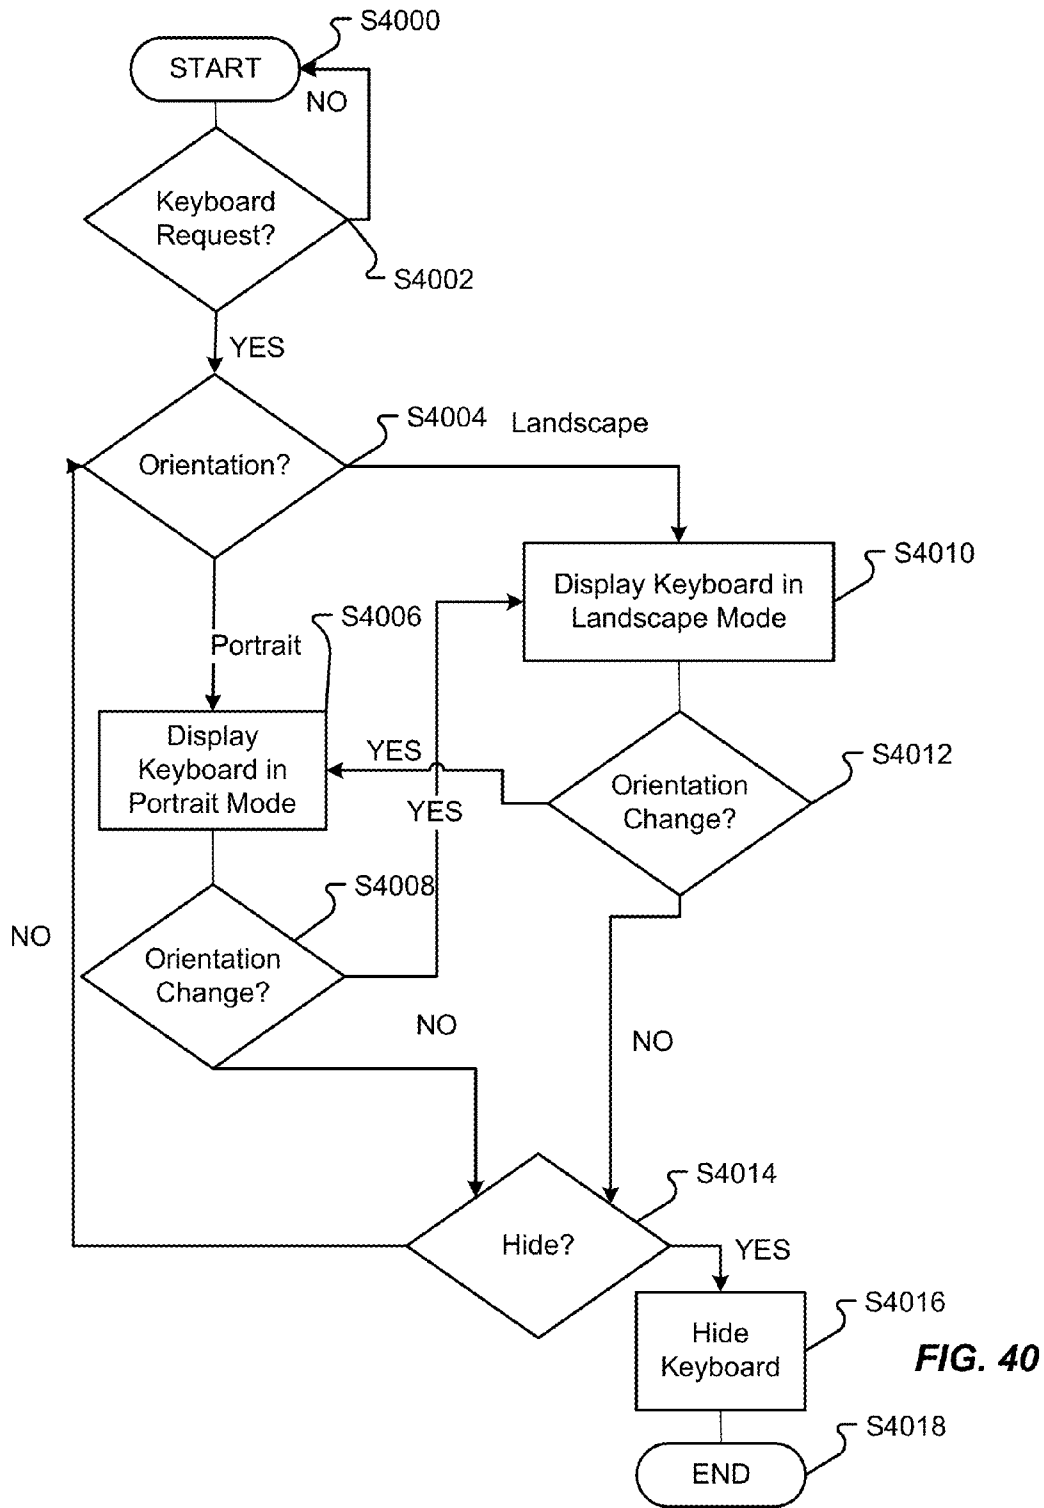 S4000
START
NO
Keyboard
Request?
S4002
YES
S4004
Landscape
Orientation?
S4010
Display Keyboard in
Landscape Mode
S4006
Portrait
Display
Keyboard in
Portrait Mode
YES
S4012
Orientation
Change?
YES
S4008
NO
Orientation
Change?
NO
NO
S4014
Hide?
YES
S4016
Hide
Keyboard
FIG. 40
S4018
END